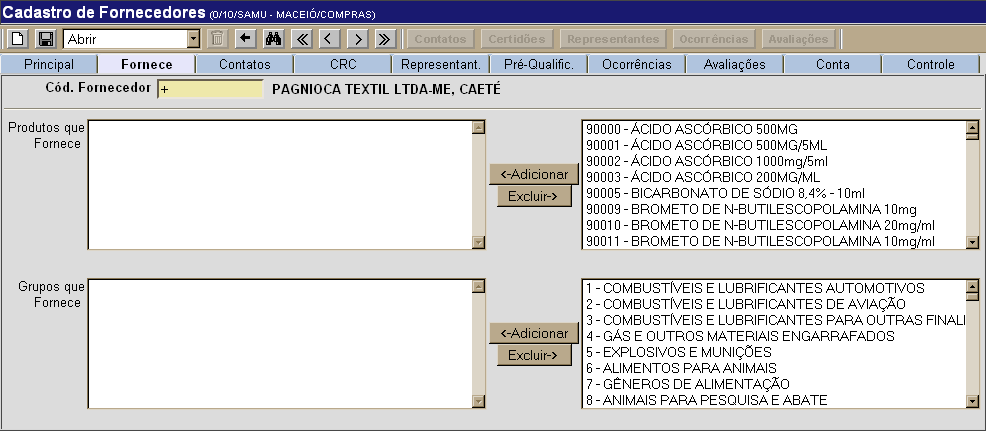 Cadastro de Fornecedores (0/10/SAMU - MACEIÓ/COMPRAS)
Abrir Contatos Certidões Representantes Ocorrências Avaliações
Principal Fornece Contatos CRC Representant. Pré-Qualific. Ocorrências Avaliações Conta Controle
Cód. Fornecedor + PAGNIOCA TEXTIL LTDA-ME, CAETÉ
Produtos que
Fornece
<-Adicionar
Excluir->
90000 - ÁCIDO ASCÓRBICO 500MG
90001 - ÁCIDO ASCÓRBICO 500MG/5ML
90002 - ÁCIDO ASCÓRBICO 1000mg/5ml
90003 - ÁCIDO ASCÓRBICO 200MG/ML
90005 - BICARBONATO DE SÓDIO 8,4% - 10ml
90009 - BROMETO DE N-BUTILESCOPOLAMINA 10mg
90010 - BROMETO DE N-BUTILESCOPOLAMINA 20mg/ml
90011 - BROMETO DE N-BUTILESCOPOLAMINA 10mg/ml
Grupos que
Fornece
<-Adicionar
Excluir->
1 - COMBUSTÍVEIS E LUBRIFICANTES AUTOMOTIVOS
2 - COMBUSTÍVEIS E LUBRIFICANTES DE AVIAÇÃO
3 - COMBUSTÍVEIS E LUBRIFICANTES PARA OUTRAS FINALI
4 - GÁS E OUTROS MATERIAIS ENGARRAFADOS
5 - EXPLOSIVOS E MUNIÇÕES
6 - ALIMENTOS PARA ANIMAIS
7 - GÊNEROS DE ALIMENTAÇÃO
8 - ANIMAIS PARA PESQUISA E ABATE